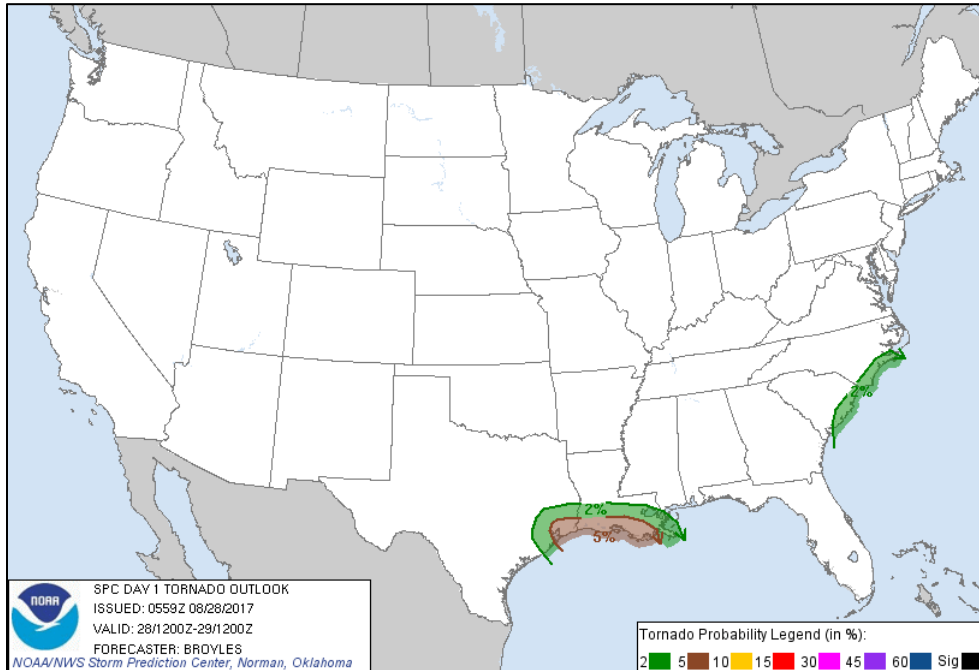 2%
2%
5%
SPC DAY 1 TORNADO OUTLOOK
ISSUED: 0559Z 08/28/2017
VALID: 28/1200Z-29/1200Z
FORECASTER: BROYLES
NOAA
NOAA/NWS Storm Prediction Center, Norman, Oklahoma
Tornado Probability Legend (in %):
2 5 10 15 30 45 60 Sig